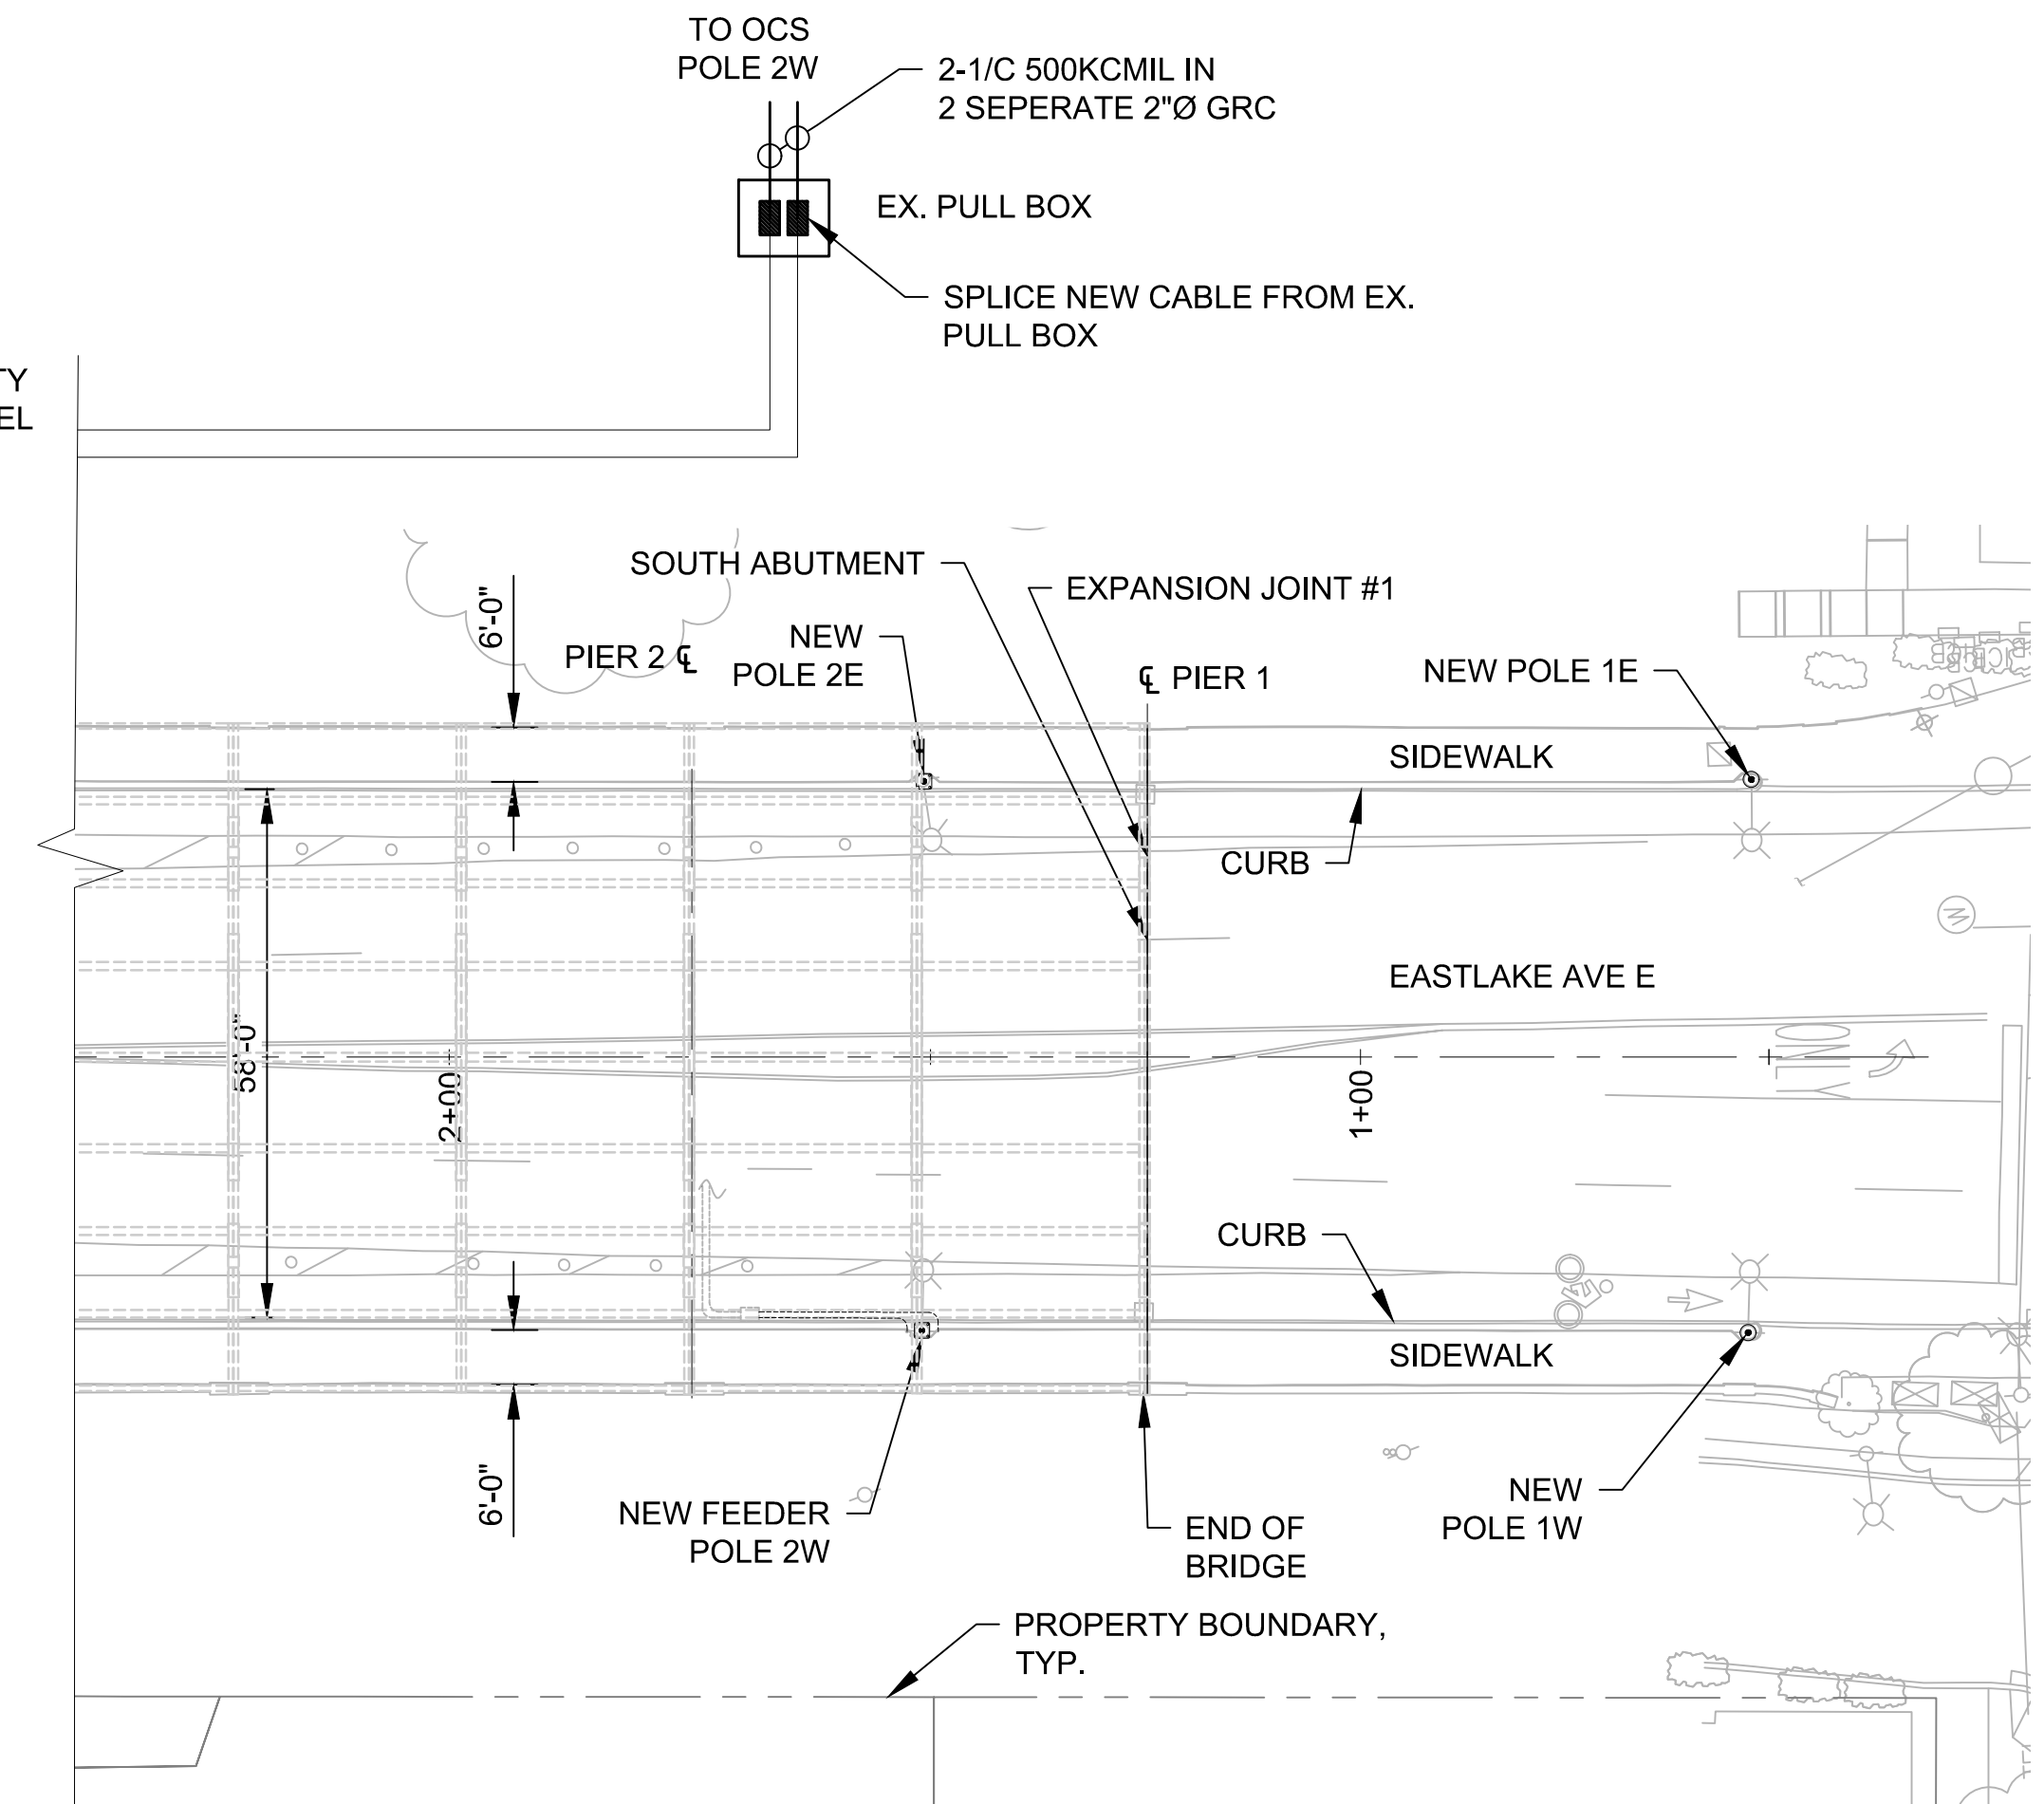 TO OCS
POLE 2W
2-1/C 500KCMIL IN
2 SEPERATE 2"Ø GRC
EX. PULL BOX
SPLICE NEW CABLE FROM EX.
PULL BOX
TY
EL
SOUTH ABUTMENT
EXPANSION JOINT #1
6'-0"
NEW
POLE 2E
PIER 2 ℄
℄ PIER 1
NEW POLE 1E
SIDEWALK
CURB
W
EASTLAKE AVE E
58'-0"
2+00
1+00
CURB
SIDEWALK
6'-0"
NEW FEEDER
POLE 2W
END OF
BRIDGE
NEW
POLE 1W
PROPERTY BOUNDARY,
TYP.